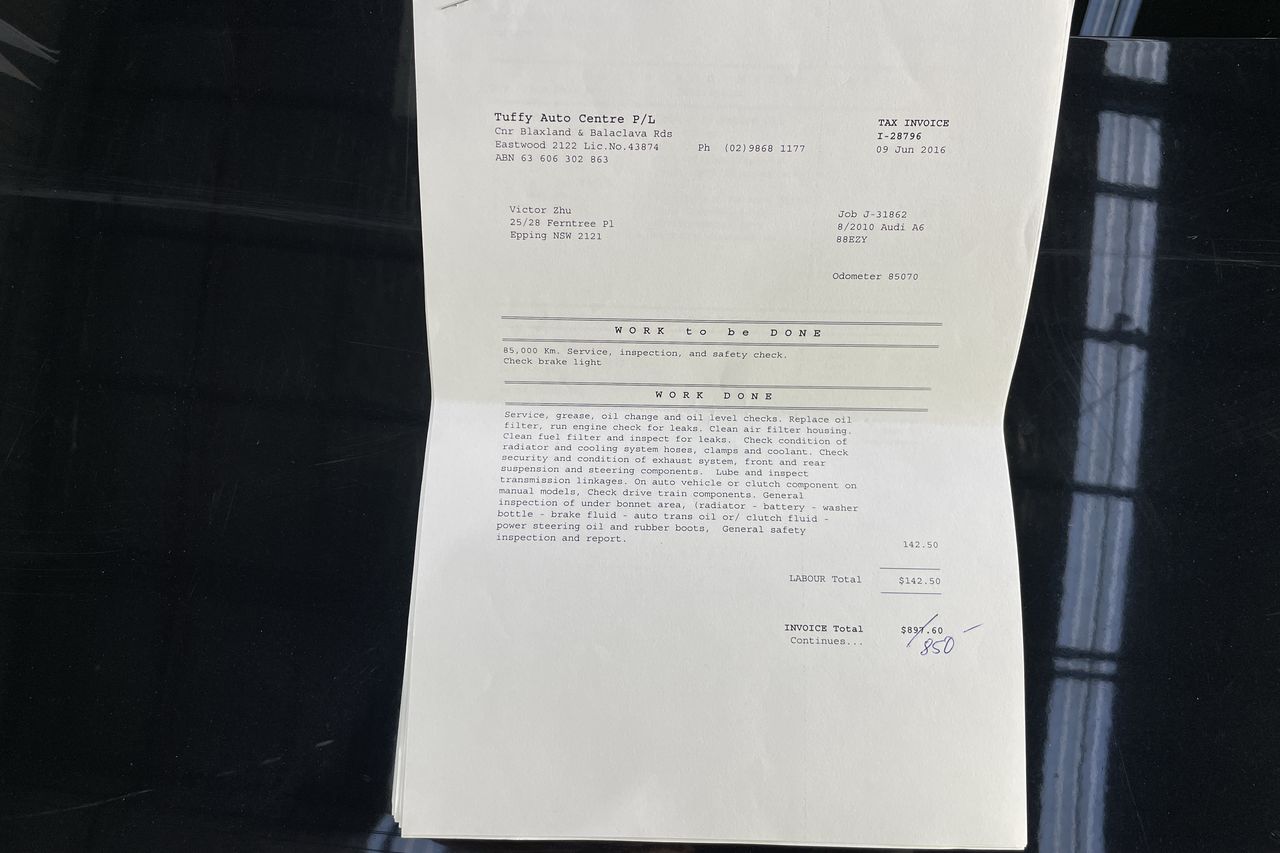 Tuffy Auto Centre P/L
Cnr Blaxland & Balaclava Rds
Eastwood 2122 Lic.No.43874 Ph (02)9868 1177
ABN 63 606 302 863
TAX INVOICE
I-28796
09 Jun 2016
Victor Zhu
25/28 Ferntree Pl
Epping NSW 2121
Job J-31862
8/2010 Audi A6
88EZY
Odometer 85070
WORK to be DONE
85,000 Km. Service, inspection, and safety check.
Check brake light
WORK DONE
Service, grease, oil change and oil level checks. Replace oil
filter, run engine check for leaks. Clean air filter housing.
Clean fuel filter and inspect for leaks. Check condition of
radiator and cooling system hoses, clamps and coolant. Check
security and condition of exhaust system, front and rear
suspension and steering components. Lube and inspect
transmission linkages. On auto vehicle or clutch component on
manual models, Check drive train components. General
inspection of under bonnet area, (radiator - battery - washer
bottle - brake fluid - auto trans oil or/ clutch fluid -
power steering oil and rubber boots, General safety
inspection and report.
142.50
LABOUR Total $142.50
INVOICE Total $897.60
Continues...
850